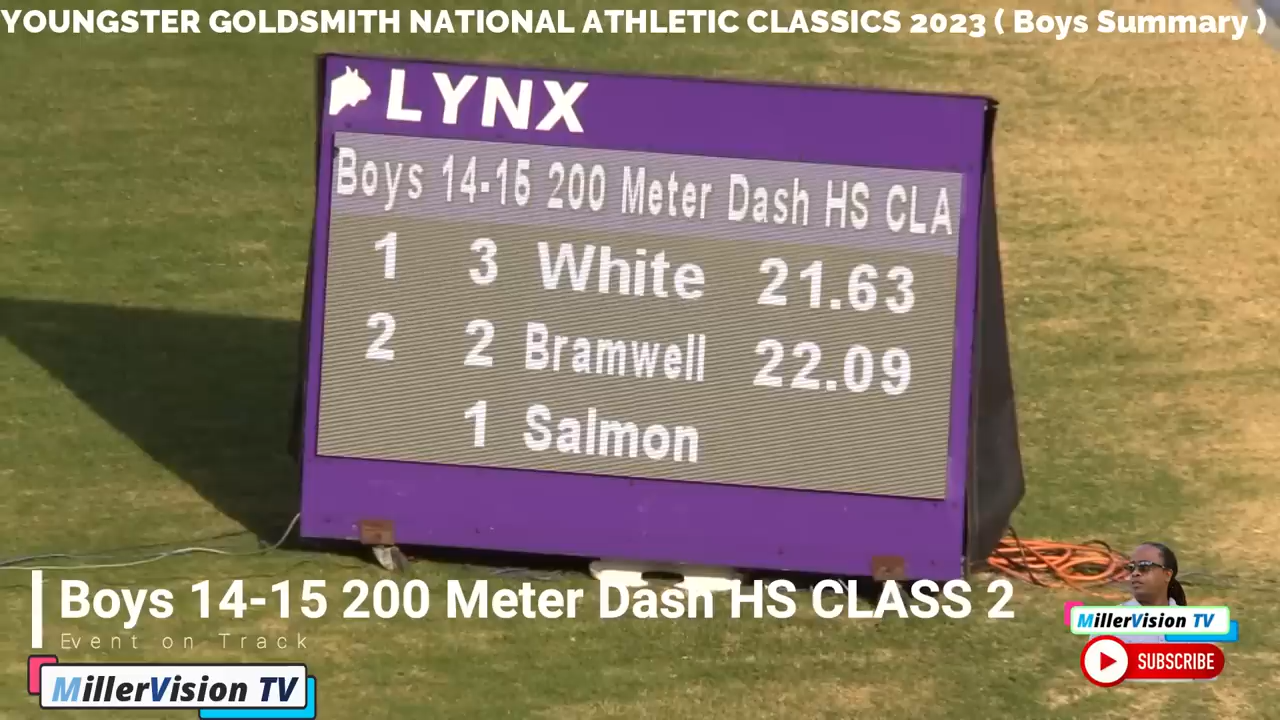 YOUNGSTER GOLDSMITH NATIONAL ATHLETIC CLASSICS 2023 ( Boys Summary )
LYNX
Boys 14-15 200 Meter Dash HS CLA
1 3 White 21.63
2 2 Bramwell 22.09
1 Salmon
Boys 14-15 200 Meter Dash HS CLASS 2
Event on Track
MillerVision TV
MillerVision TV
SUBSCRIBE